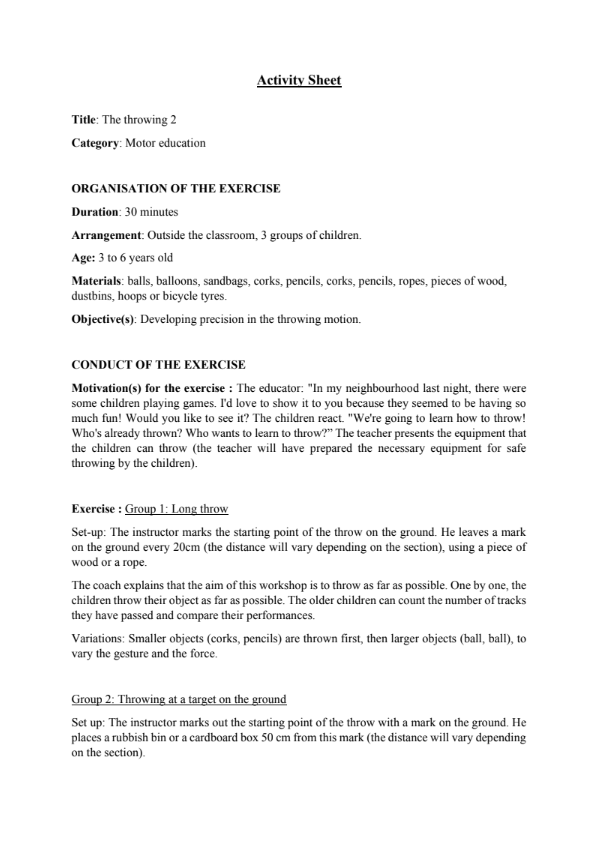 Activity Sheet
Title: The throwing 2
Category: Motor education
ORGANISATION OF THE EXERCISE
Duration: 30 minutes
Arrangement: Outside the classroom, 3 groups of children.
Age: 3 to 6 years old
Materials: balls, balloons, sandbags, corks, pencils, corks, pencils, ropes, pieces of wood,
dustbins, hoops or bicycle tyres.
Objective(s): Developing precision in the throwing motion.
CONDUCT OF THE EXERCISE
Motivation(s) for the exercise : The educator: "In my neighbourhood last night, there were
some children playing games. I'd love to show it to you because they seemed to be having so
much fun! Would you like to see it? The children react. "We're going to learn how to throw!
Who's already thrown? Who wants to learn to throw?” The teacher presents the equipment that
the children can throw (the teacher will have prepared the necessary equipment for safe
throwing by the children).
Exercise : Group 1: Long throw
Set-up: The instructor marks the starting point of the throw on the ground. He leaves a mark
on the ground every 20cm (the distance will vary depending on the section), using a piece of
wood or a rope.
The coach explains that the aim of this workshop is to throw as far as possible. One by one, the
children throw their object as far as possible. The older children can count the number of tracks
they have passed and compare their performances.
Variations: Smaller objects (corks, pencils) are thrown first, then larger objects (ball, ball), to
vary the gesture and the force.
Group 2: Throwing at a target on the ground
Set up: The instructor marks out the starting point of the throw with a mark on the ground. He
places a rubbish bin or a cardboard box 50 cm from this mark (the distance will vary depending
on the section).